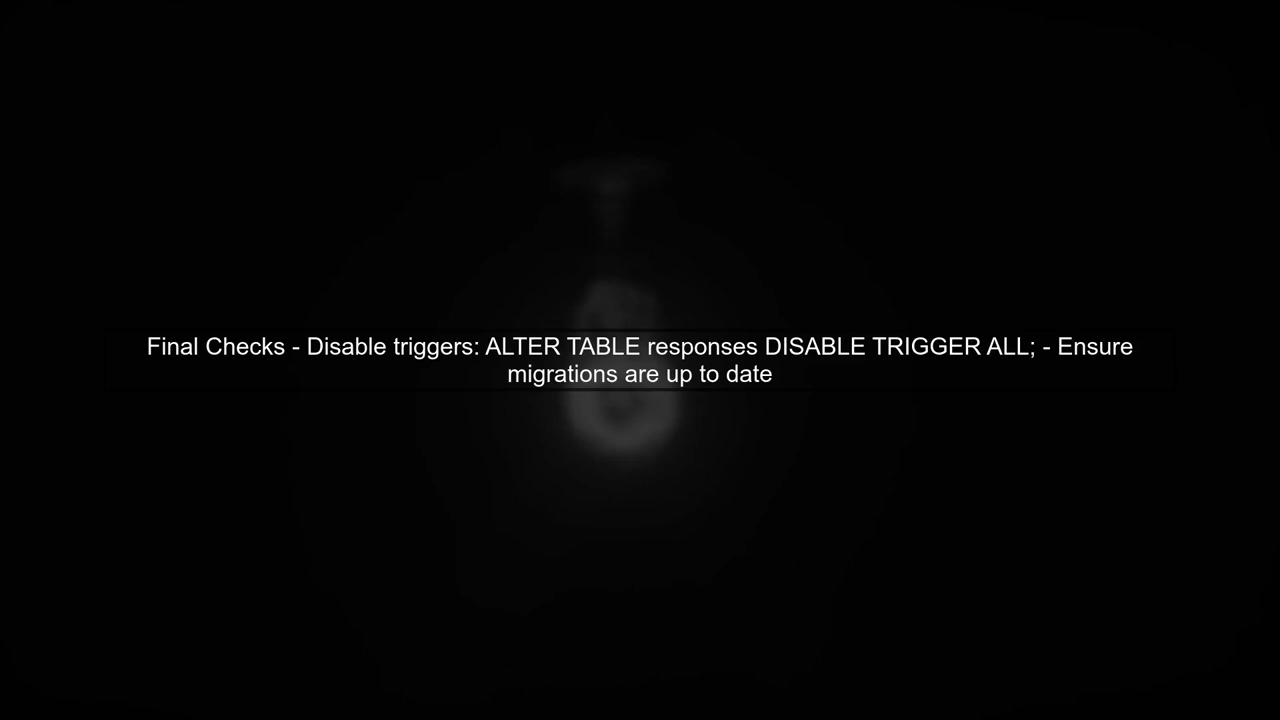 Final Checks - Disable triggers: ALTER TABLE responses DISABLE TRIGGER ALL; - Ensure
migrations are up to date